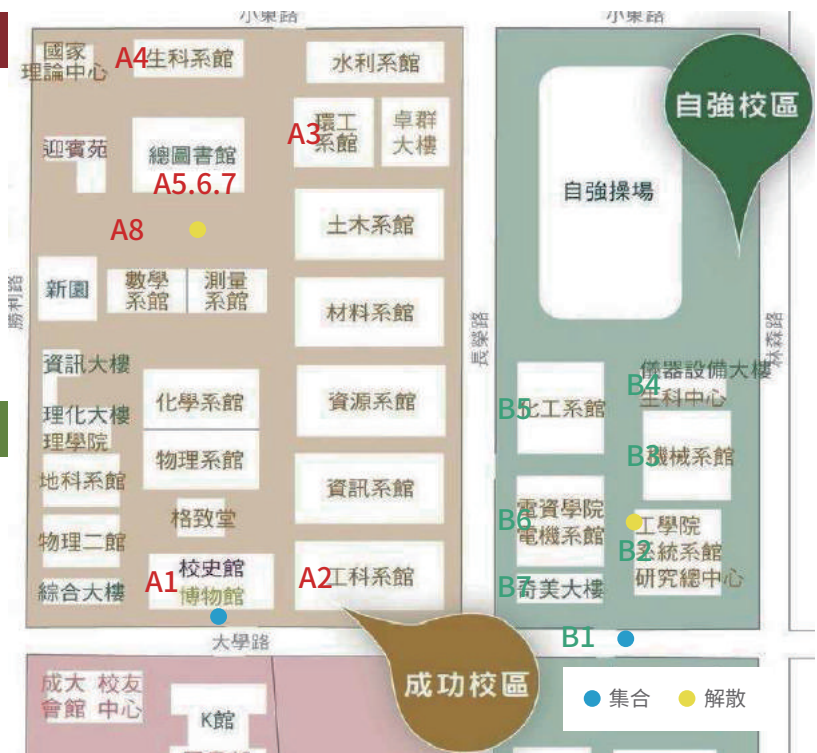 小東路
小東路
國家
理論中心
A4
生科系館
水利系館
自強校區
A3
環工
系館
卓群
大樓
迎賓苑
總圖書館
A5.6.7
自強操場
土木系館
A8
新園
數學
系館
測量
系館
材料系館
勝利路
長榮路
林森路
資訊大樓
化學系館
資源系館
B5
化工系館
儀器設備大樓
B4
生科中心
理化大樓
理學院
物理系館
B3
機械系館
地科系館
資訊系館
格致堂
B6
電資學院
電機系館
物理二館
工學院
B2
系統系館
研究總中心
校史館
A1
博物館
A2
工科系館
綜合大樓
B7
奇美大樓
大學路
B1
成功校區
成大 校友
會館 中心
K館
集合
解散